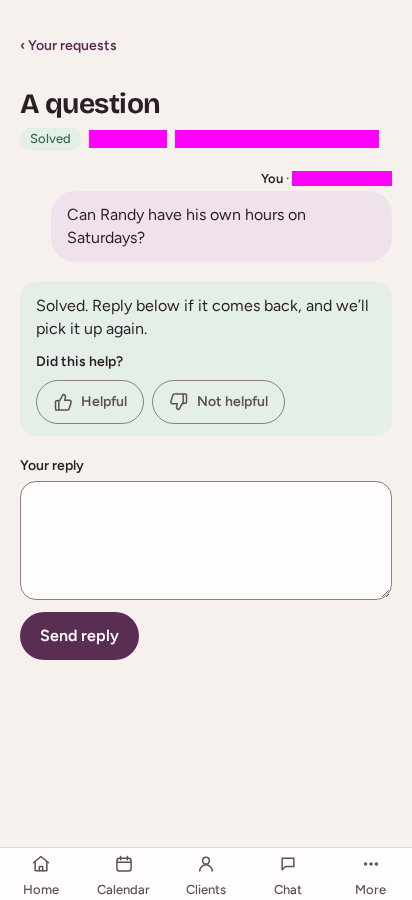 ‹ Your requests
A question
Solved
You ·
Can Randy have his own hours on
Saturdays?
Solved. Reply below if it comes back, and we’ll
pick it up again.
Did this help?
Helpful
Not helpful
Your reply
Send reply
Home
Calendar
Clients
Chat
More